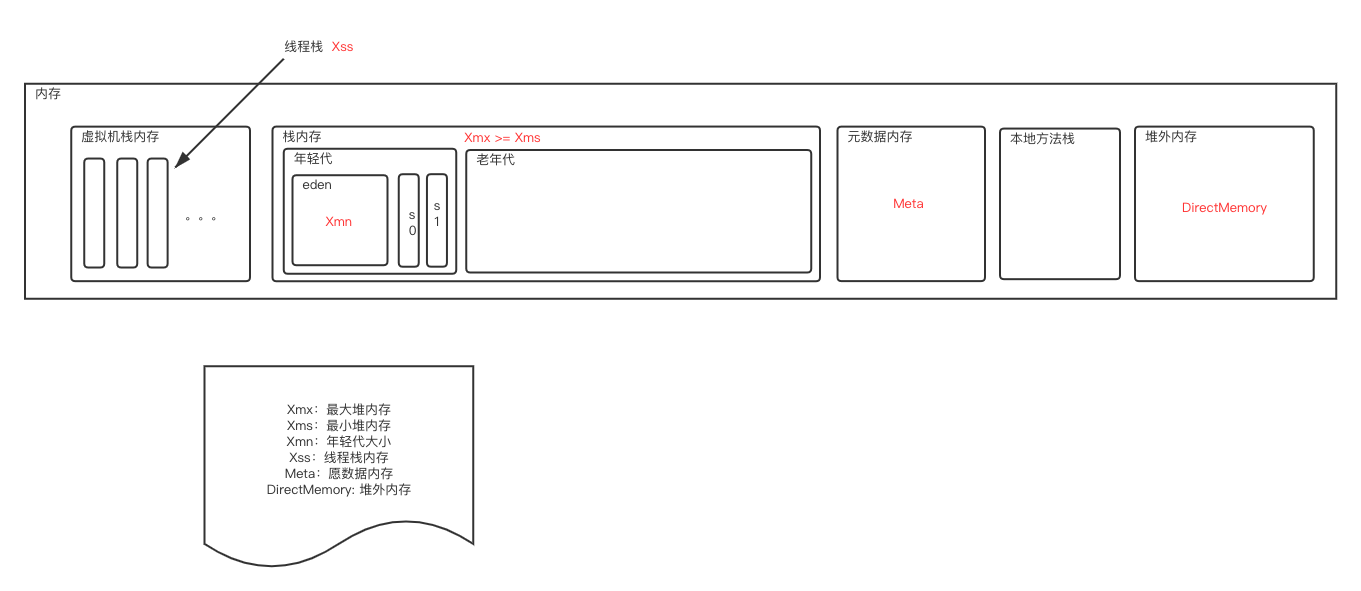 线程栈 Xss
内存
虚拟机栈内存
。。。
栈内存
Xmx >= Xms
年轻代
eden
Xmn
s
0
s
1
老年代
元数据内存
Meta
本地方法栈
堆外内存
DirectMemory
Xmx：最大堆内存
Xms：最小堆内存
Xmn：年轻代大小
Xss：线程栈内存
Meta：愿数据内存
DirectMemory: 堆外内存